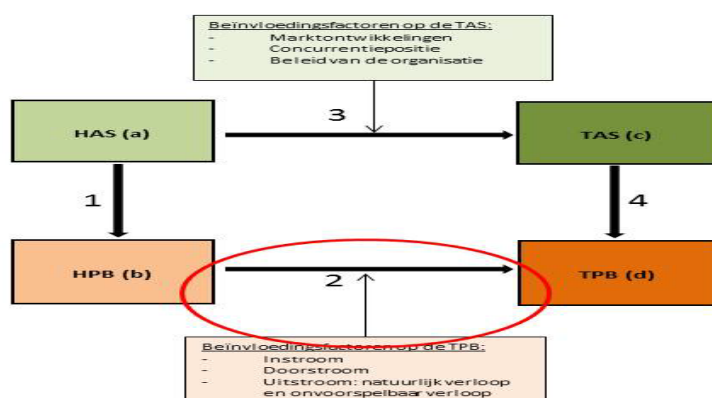 Beïnvloedingsfactoren op de TAS:
- Marktontwikkelingen
- Concurrentiepositie
- Beleid van de organisatie
3
HAS (a)
TAS (c)
1
4
HPB (b)
2
TPB (d)
Beïnvloedingsfactoren op de TPB:
- Instroom
- Doorstroom
- Uitstroom: natuurlijk verloop
en onvoorspelbaar verloop